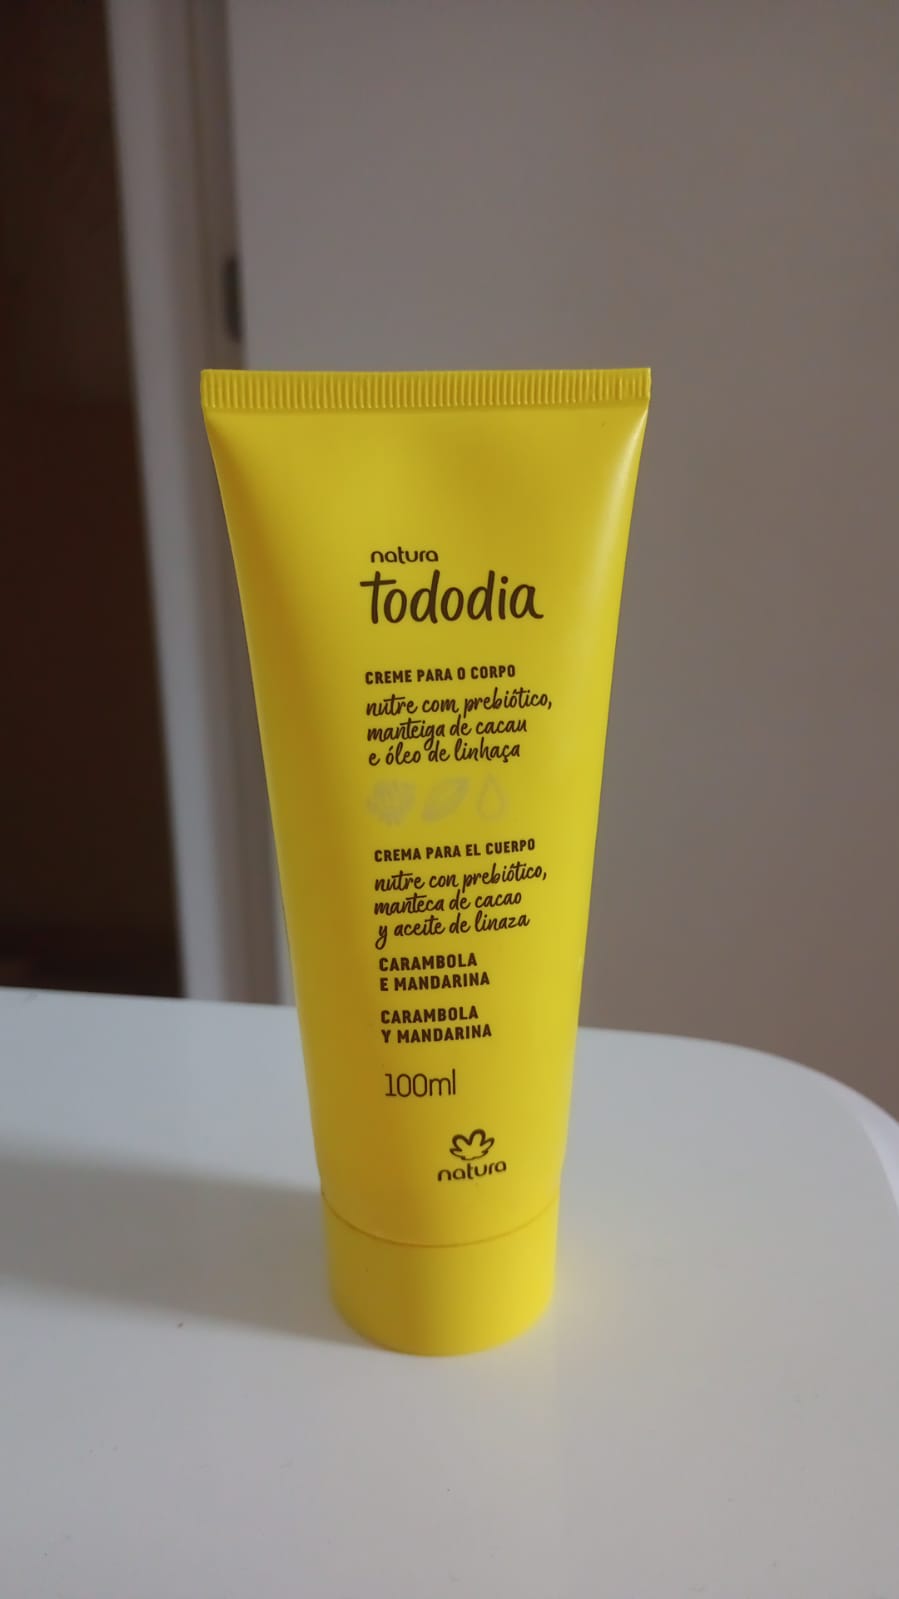 natura
tododia
CREME PARA O CORPO
nutre com prebiótico,
manteiga de cacau
e óleo de linhaça
CREMA PARA EL CUERPO
nutre con prebiótico,
manteca de cacao
y aceite de linaza
CARAMBOLA
E MANDARINA
CARAMBOLA
Y MANDARINA
100ml
natura